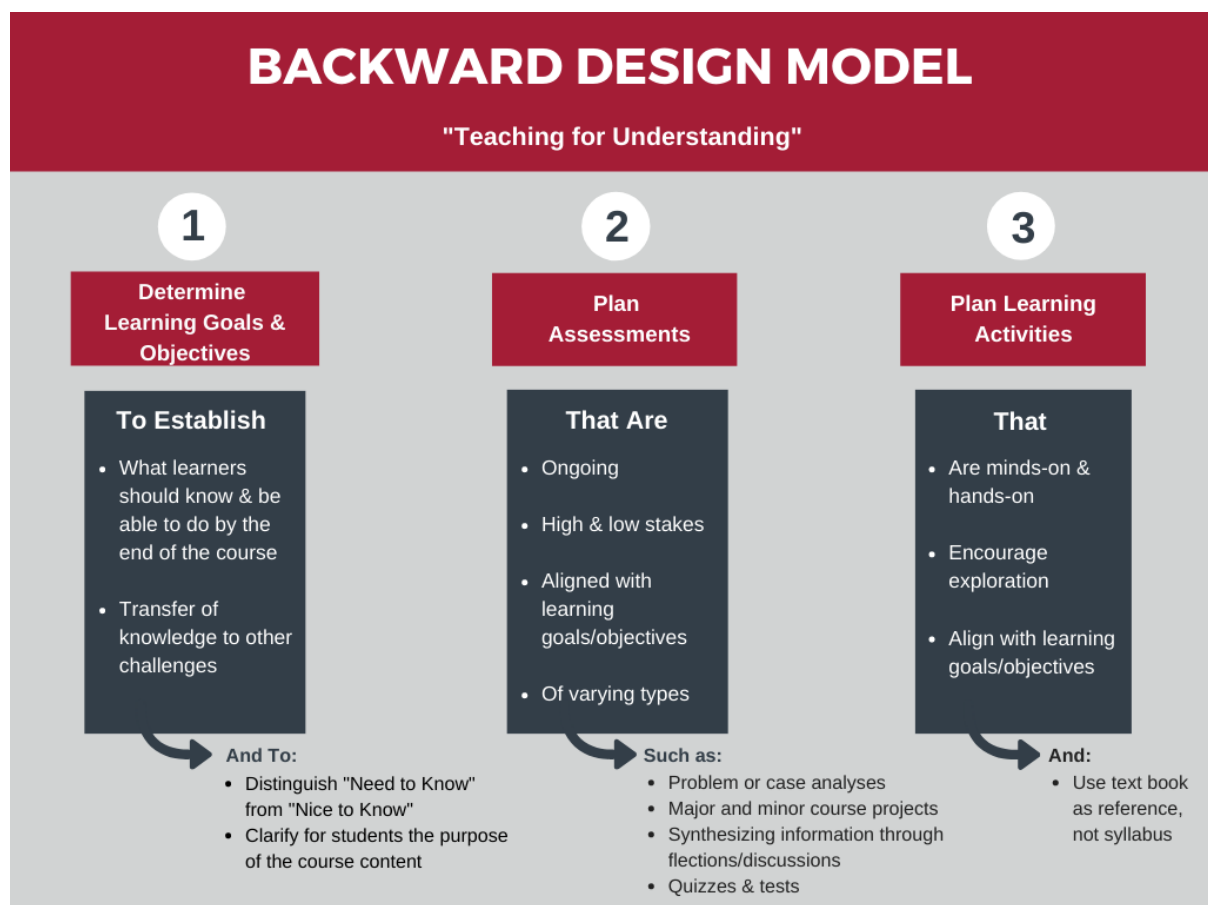 BACKWARD DESIGN MODEL
"Teaching for Understanding"
1
Determine
Learning Goals &
Objectives
To Establish
• What learners
should know & be
able to do by the
end of the course
• Transfer of
knowledge to other
challenges
And To:
• Distinguish "Need to Know"
from "Nice to Know"
• Clarify for students the purpose
of the course content
2
Plan
Assessments
That Are
• Ongoing
• High & low stakes
• Aligned with
learning
goals/objectives
• Of varying types
Such as:
• Problem or case analyses
• Major and minor course projects
• Synthesizing information through
flections/discussions
• Quizzes & tests
3
Plan Learning
Activities
That
• Are minds-on &
hands-on
• Encourage
exploration
• Align with learning
goals/objectives
And:
• Use text book
as reference,
not syllabus